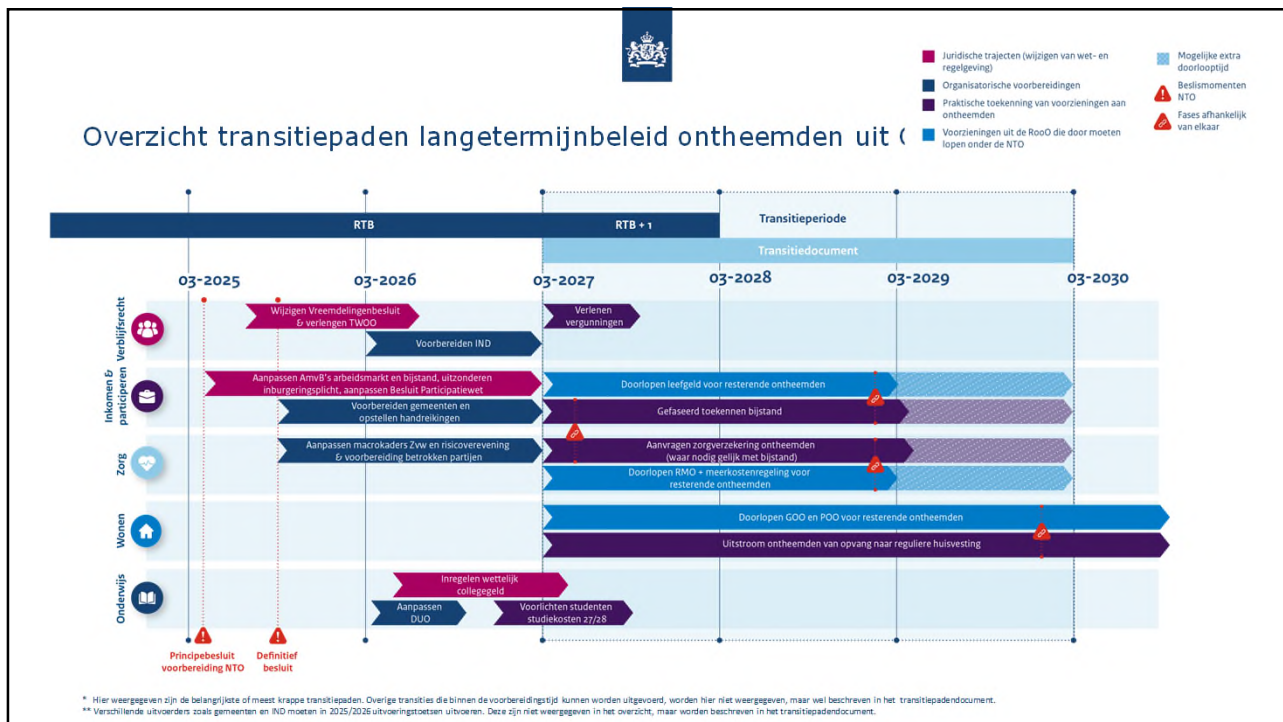 Juridische trajecten (wijzigen van wet- en
regelgeving)
Organisatorische voorbereidingen
Praktische toekenning van voorzieningen aan
ontheemden
Voorzieningen uit de RooO die door moeten
lopen onder de NTO
Mogelijke extra
doorlooptijd
Beslismomenten
NTO
Fases afhankelijk
van elkaar
Overzicht transitiepaden langetermijnbeleid ontheemden uit
RTB
RTB + 1
Transitieperiode
Transitiedocument
03-2025
03-2026
03-2027
03-2028
03-2029
03-2030
Verblijfsrecht
Wijzigen Vreemdelingenbesluit
& verlengen TWOO
Verlenen
vergunningen
Voorbereiden IND
Inkomen &
participeren
Aanpassen AmvB's arbeidsmarkt en bijstand, uitzonderen
inburgeringsplicht, aanpassen Besluit Participatiewet
Doorlopen leefgeld voor resterende ontheemden
Voorbereiden gemeenten en
opstellen handreikingen
Gefaseerd toekennen bijstand
Zorg
Aanpassen macrokaders Zvw en risicoverevening
& voorbereiding betrokken partijen
Aanvragen zorgverzekering ontheemden
(waar nodig gelijk met bijstand)
Doorlopen RMO + meerkostenregeling voor
resterende ontheemden
Wonen
Doorlopen GOO en POO voor resterende ontheemden
Uitstroom ontheemden van opvang naar reguliere huisvesting
Onderwijs
Inregelen wettelijk
collegegeld
Aanpassen
DUO
Voorlichten studenten
studiekosten 27/28
Principebesluit
voorbereiding NTO
Definitief
besluit
* Hier weergegeven zijn de belangrijkste of meest krappe transitiepaden. Overige transities die binnen de voorbereidingstijd kunnen worden uitgevoerd, worden hier niet weergegeven, maar wel beschreven in het transitiepadendocument.
** Verschillende uitvoerders zoals gemeenten en IND moeten in 2025/2026 uitvoeringstoetsen uitvoeren. Deze zijn niet weergegeven in het overzicht, maar worden beschreven in het transitiepadendocument.